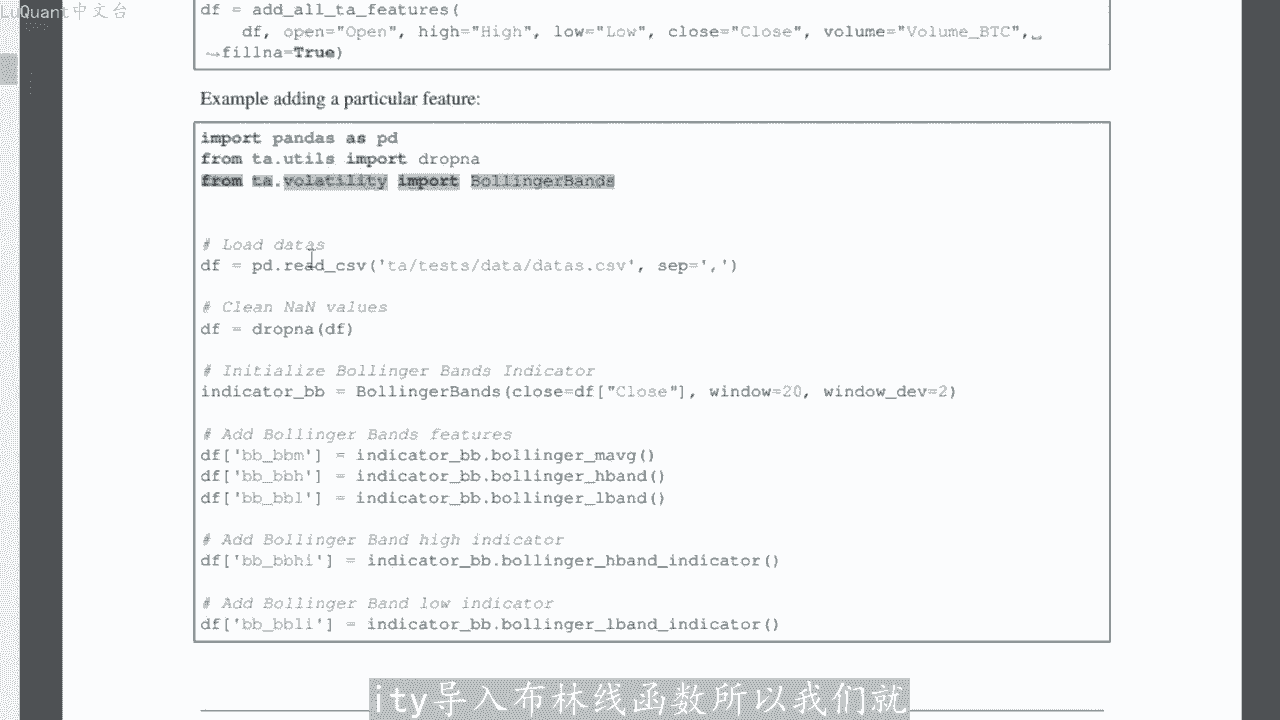 LuQuant中文台
df = add_all_ta_features(
df, open="Open", high="High", low="Low", close="Close", volume="Volume_BTC",
fillna=True)
Example adding a particular feature:
import pandas as pd
from ta.utils import dropna
from ta.volatility import BollingerBands
# Load datas
df = pd.read_csv('ta/tests/data/datas.csv', sep=',')
# Clean NaN values
df = dropna(df)
# Initialize Bollinger Bands Indicator
indicator_bb = BollingerBands(close=df["Close"], window=20, window_dev=2)
# Add Bollinger Bands features
df['bb_bbm'] = indicator_bb.bollinger_mavg()
df['bb_bbh'] = indicator_bb.bollinger_hband()
df['bb_bbl'] = indicator_bb.bollinger_lband()
# Add Bollinger Band high indicator
df['bb_bbhi'] = indicator_bb.bollinger_hband_indicator()
# Add Bollinger Band low indicator
df['bb_bbli'] = indicator_bb.bollinger_lband_indicator()
ity导入布林线函数所以我们就